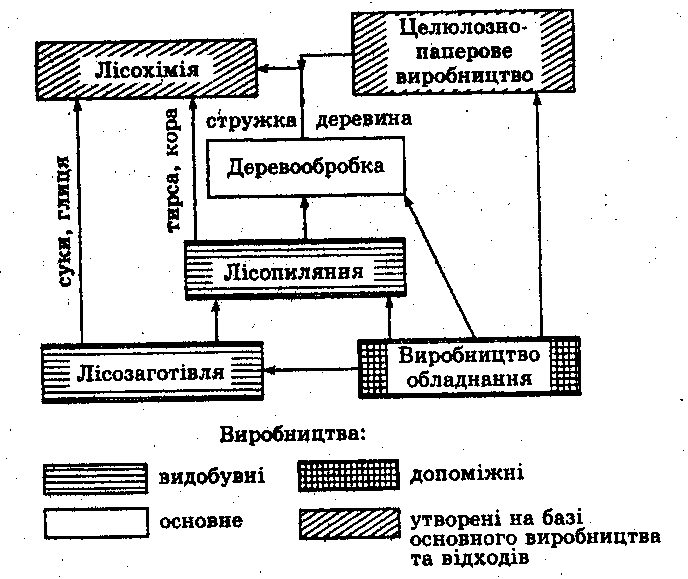 Лісохімія
Целюлозно-
паперове
виробництво
стружка деревина
Деревообробка
суки, глиця
тирса, кора
Лісопиляння
Лісозаготівля
Виробництво
обладнання
Виробництва:
видобувні
допоміжні
основне
утворені на базі
основного виробництва
та відходів